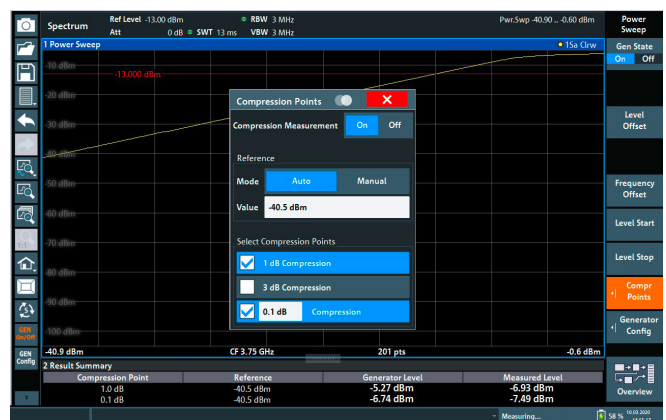 Spectrum
Ref Level -13.00 dBm
RBW 3 MHz
Pwr.Swp -40.90 .. -0.60 dBm
Att 0 dB SWT 13 ms VBW 3 MHz
1 Power Sweep
1Sa Clrw
-10 dBm
-13.000 dBm
-20 dBm
-30 dBm
-40 dBm
-50 dBm
-60 dBm
-70 dBm
-80 dBm
-90 dBm
-100 dBm
Compression Points
Compression Measurement On Off
Reference
Mode Auto Manual
Value -40.5 dBm
Select Compression Points
1 dB Compression
3 dB Compression
0.1 dB Compression
-40.9 dBm CF 3.75 GHz 201 pts -0.6 dBm
2 Result Summary
Compression Point Reference Generator Level Measured Level
1.0 dB -40.5 dBm -5.27 dBm -6.93 dBm
0.1 dB -40.5 dBm -6.74 dBm -7.49 dBm
Measuring...
58 %
10.03.2020
Power
Sweep
Gen State
On Off
Level
Offset
Frequency
Offset
Level Start
Level Stop
Compr
Points
Generator
Config
Overview
1:1
GEN
On/Off
GEN
Config